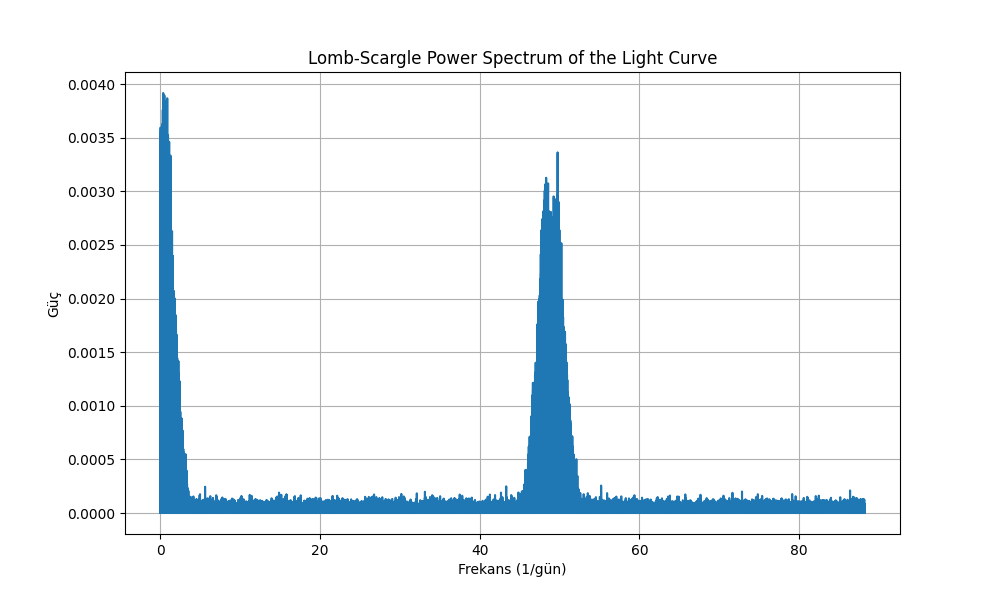 Lomb-Scargle Power Spectrum of the Light Curve
0.0040
0.0035
0.0030
0.0025
0.0020
0.0015
0.0010
0.0005
0.0000
Güç
0 20 40 60 80
Frekans (1/gün)